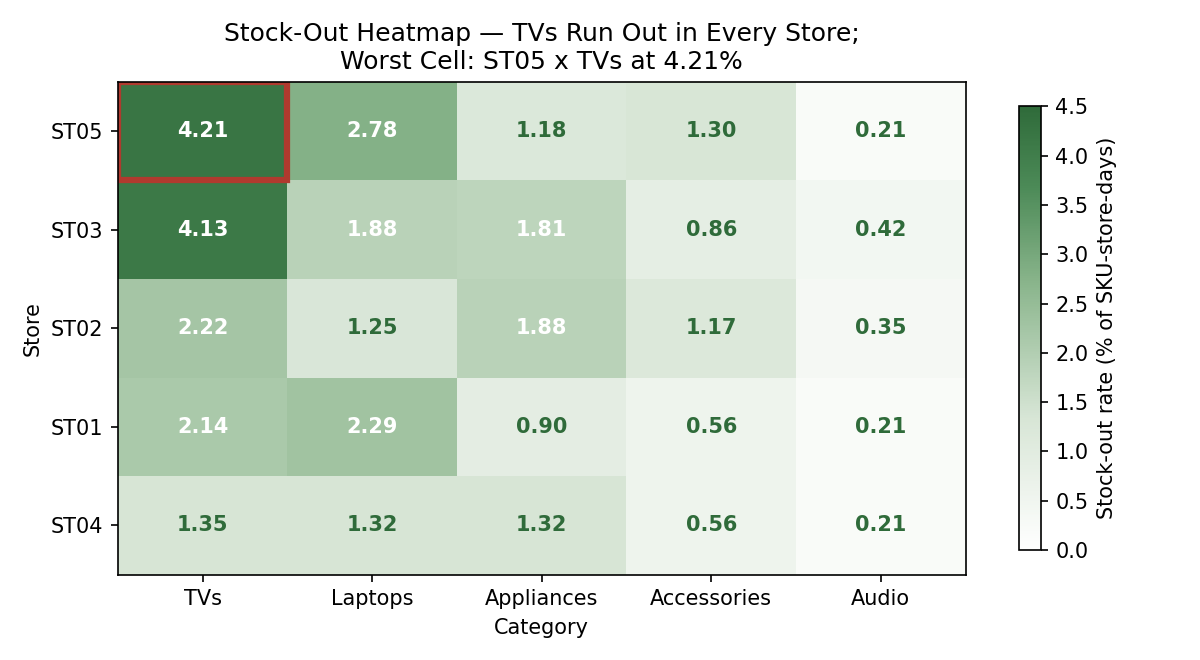 Stock-Out Heatmap — TVs Run Out in Every Store;
Worst Cell: ST05 x TVs at 4.21%
Store
ST05 4.21 2.78 1.18 1.30 0.21
ST03 4.13 1.88 1.81 0.86 0.42
ST02 2.22 1.25 1.88 1.17 0.35
ST01 2.14 2.29 0.90 0.56 0.21
ST04 1.35 1.32 1.32 0.56 0.21
TVs Laptops Appliances Accessories Audio
Category
4.5
4.0
3.5
3.0
2.5
2.0
1.5
1.0
0.5
0.0
Stock-out rate (% of SKU-store-days)